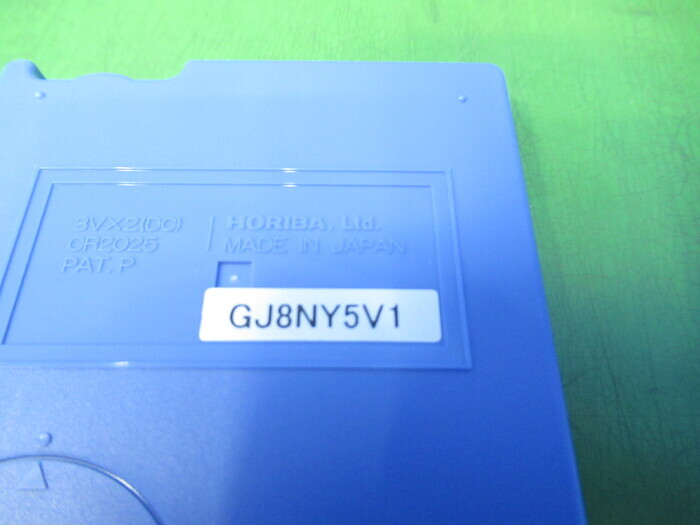 3VX2(DC)
CR2025
PAT. P
HORIBA, Ltd.
MADE IN JAPAN
GJ8NY5V1